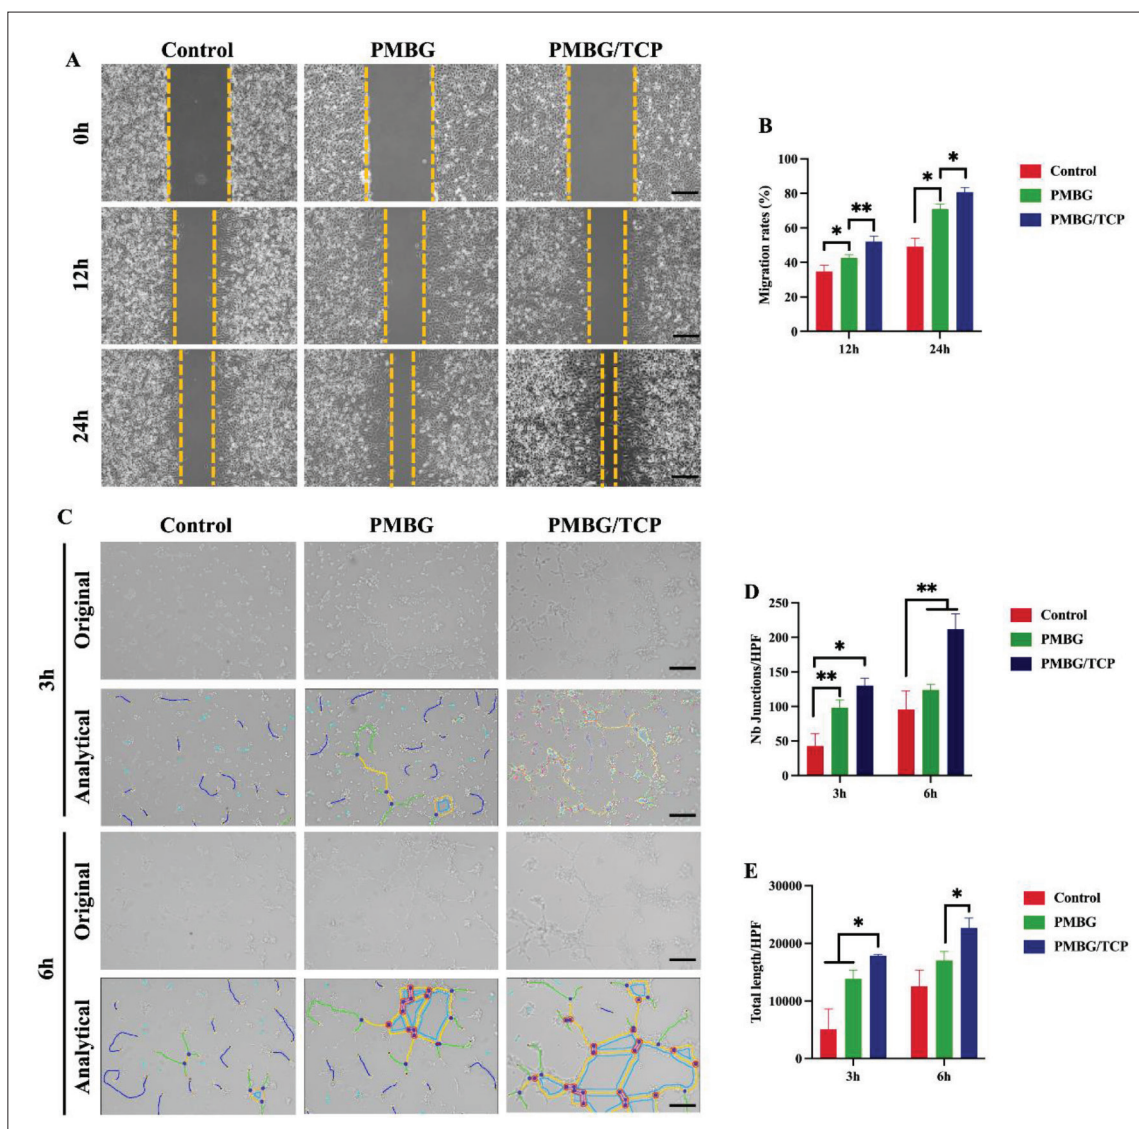 A
Control PMBG PMBG/TCP
0h
12h
24h
B
Migration rates (%)
100
80
60
40
20
0
* ** * *
12h 24h
Control
PMBG
PMBG/TCP
C
Control PMBG PMBG/TCP
3h
Original
Analytical
6h
Original
Analytical
D
Nb Junctions/HPF
250
200
150
100
50
0
** * **
3h 6h
Control
PMBG
PMBG/TCP
E
Total length/HPF
30000
20000
10000
0
* *
3h 6h
Control
PMBG
PMBG/TCP